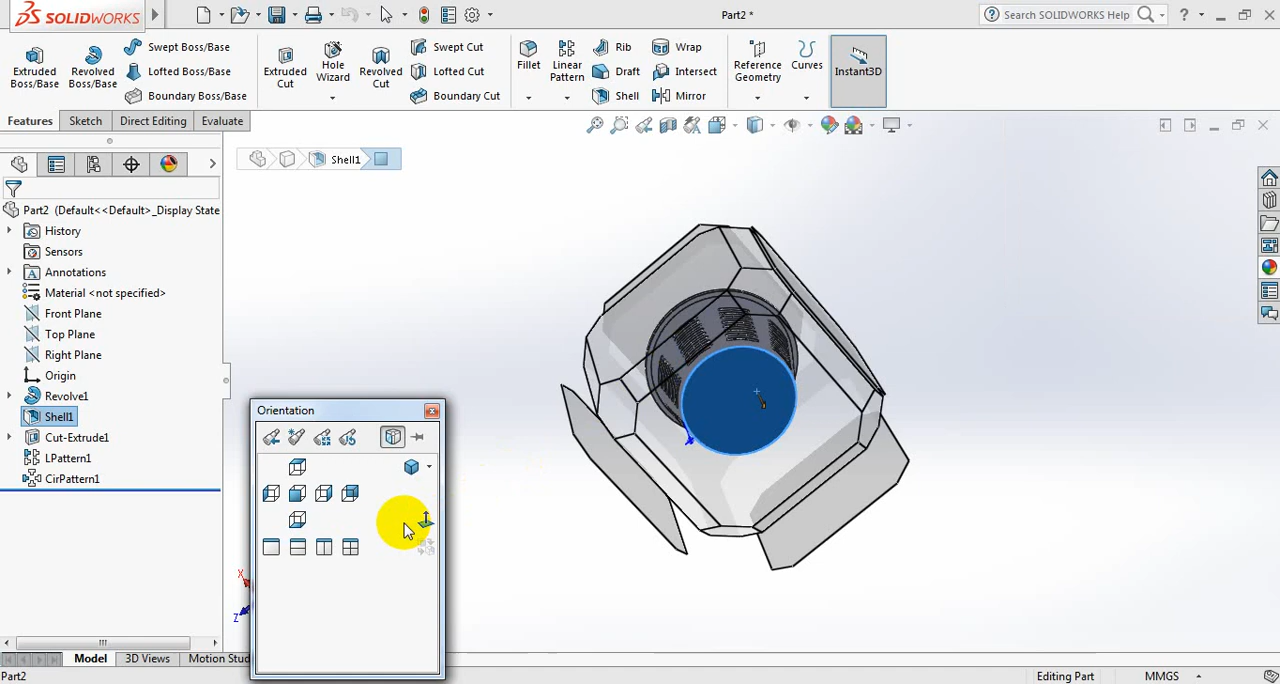 SOLIDWORKS
Part2 *
Search SOLIDWORKS Help
?
Extruded Boss/Base
Revolved Boss/Base
Swept Boss/Base
Lofted Boss/Base
Boundary Boss/Base
Extruded Cut
Hole Wizard
Revolved Cut
Swept Cut
Lofted Cut
Boundary Cut
Fillet
Linear Pattern
Rib
Draft
Shell
Wrap
Intersect
Mirror
Reference Geometry
Curves
Instant3D
Features
Sketch
Direct Editing
Evaluate
Shell1
Part2 (Default<<Default>_Display State
History
Sensors
Annotations
Material <not specified>
Front Plane
Top Plane
Right Plane
Origin
Revolve1
Shell1
Cut-Extrude1
LPattern1
CirPattern1
Orientation
X
Z
Model
3D Views
Motion Stud
Part2
Editing Part
MMGS